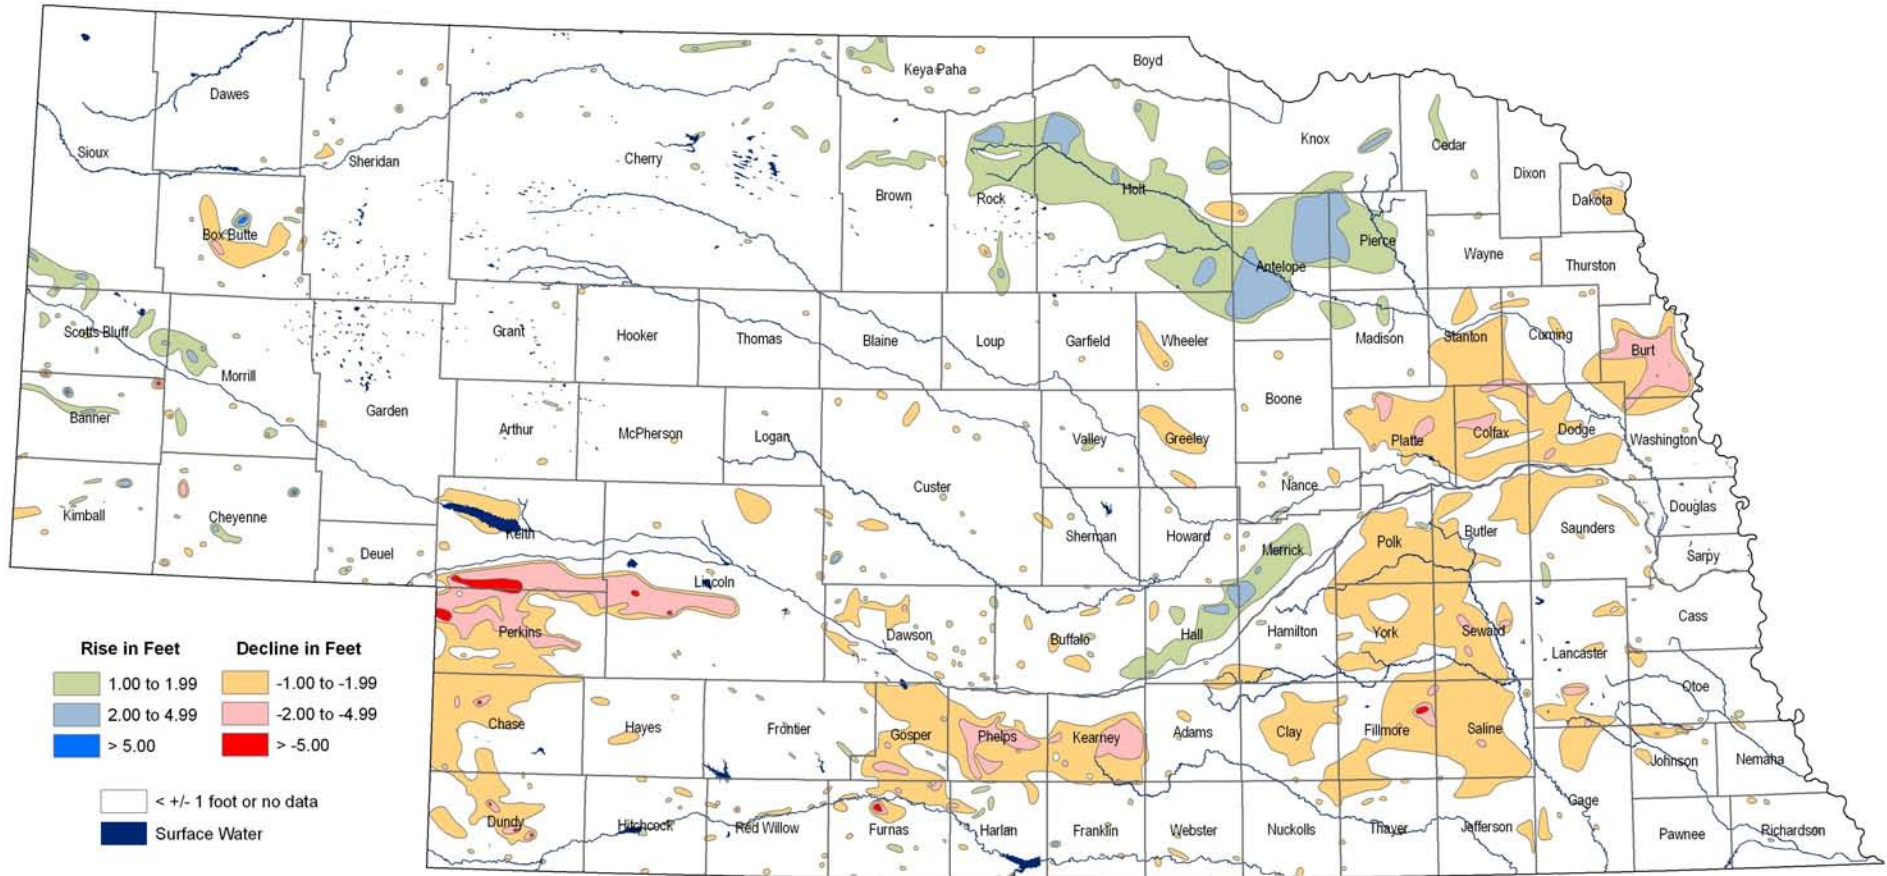 Boyd
Keya Paha
Dawes
Knox
Cedar
Sioux
Sheridan
Cherry
Dixon
Brown
Rock
Holt
Dakota
Box Butte
Pierce
Wayne
Antelope
Thurston
Scotts Bluff
Grant
Hooker
Thomas
Blaine
Loup
Garfield
Wheeler
Madison
Stanton
Cuming
Burt
Morrill
Garden
Boone
Banner
Arthur
McPherson
Logan
Valley
Greeley
Platte
Colfax
Dodge
Washington
Custer
Nance
Kimball
Cheyenne
Keith
Sherman
Howard
Merrick
Polk
Butler
Saunders
Douglas
Deuel
Lincoln
Sarpy
Perkins
Dawson
Buffalo
Hall
Hamilton
York
Seward
Lancaster
Cass
Otoe
Chase
Hayes
Frontier
Gosper
Phelps
Kearney
Adams
Clay
Fillmore
Saline
Johnson
Nemaha
Dundy
Hitchcock
Red Willow
Furnas
Harlan
Franklin
Webster
Nuckolls
Thayer
Jefferson
Gage
Pawnee
Richardson
Rise in Feet
1.00 to 1.99
2.00 to 4.99
> 5.00
Decline in Feet
-1.00 to -1.99
-2.00 to -4.99
> -5.00
< +/- 1 foot or no data
Surface Water